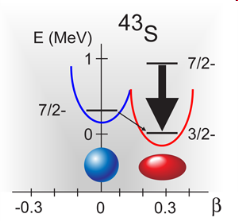 ⁴³S
E (MeV)
1
7/2-
7/2-
0
3/2-
-0.3
0
0.3
β